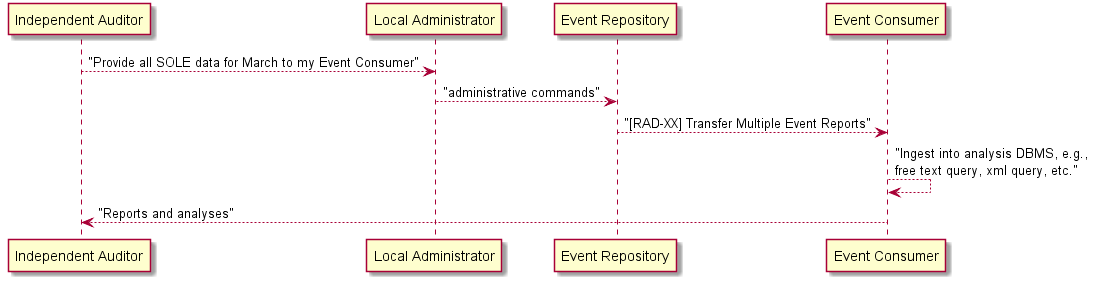 Independent Auditor
Local Administrator
Event Repository
Event Consumer
"Provide all SOLE data for March to my Event Consumer"
"administrative commands"
"[RAD-XX] Transfer Multiple Event Reports"
"Ingest into analysis DBMS, e.g.,
free text query, xml query, etc."
"Reports and analyses"
Independent Auditor
Local Administrator
Event Repository
Event Consumer